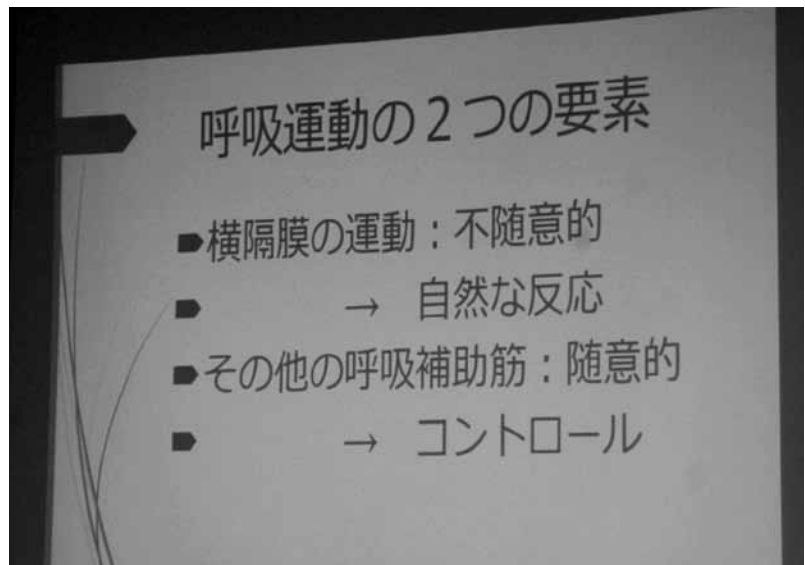 呼吸運動の2つの要素
横隔膜の運動：不随意的
→ 自然な反応
その他の呼吸補助筋：随意的
→ コントロール